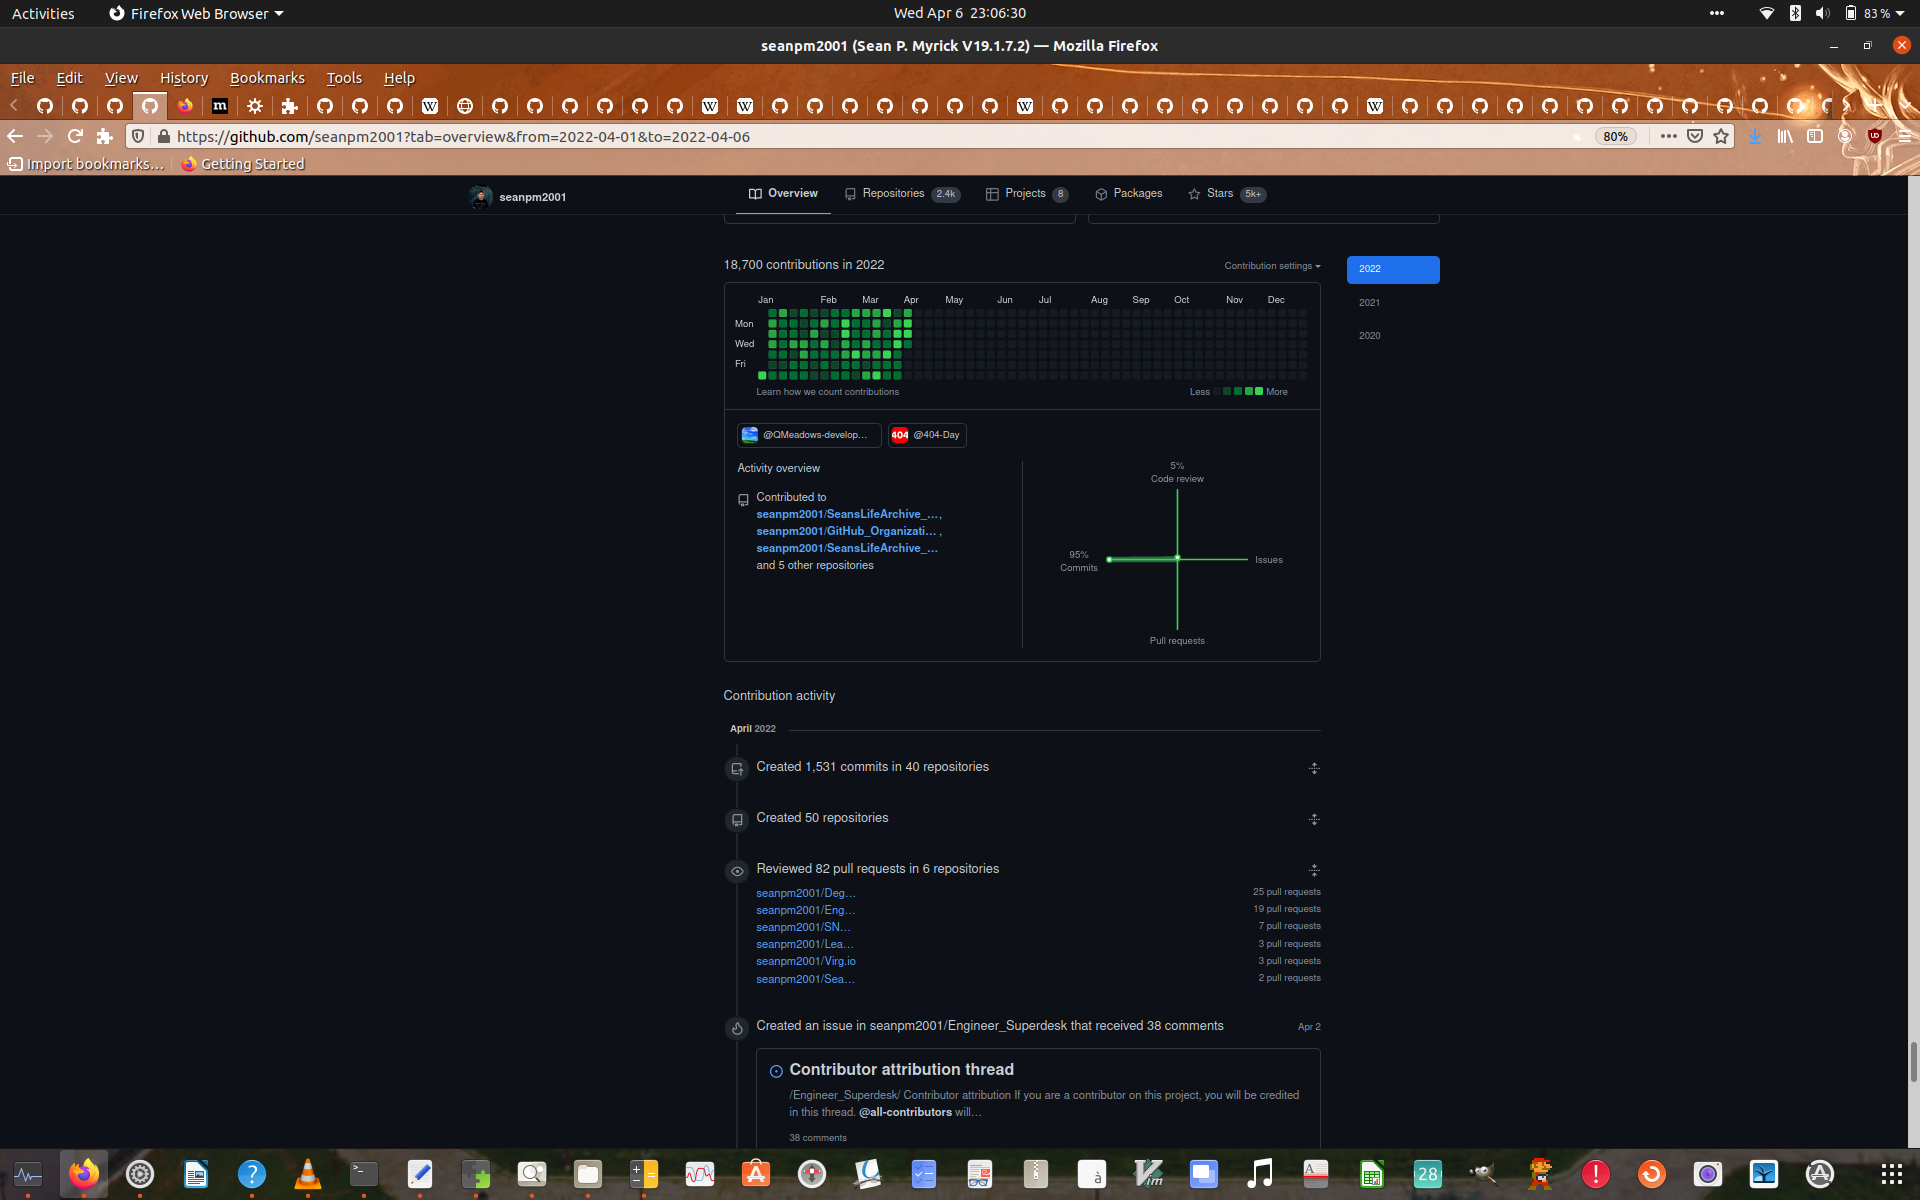 Activities
Firefox Web Browser
Wed Apr 6 23:06:30
83 %
seanpm2001 (Sean P. Myrick V19.1.7.2) — Mozilla Firefox
File Edit View History Bookmarks Tools Help
https://github.com/seanpm2001?tab=overview&from=2022-04-01&to=2022-04-06
80%
Import bookmarks... Getting Started
seanpm2001
Overview Repositories 2.4k Projects 8 Packages Stars 5k+
18,700 contributions in 2022
Contribution settings
2022
2021
2020
Jan Feb Mar Apr May Jun Jul Aug Sep Oct Nov Dec
Mon
Wed
Fri
Learn how we count contributions
Less More
@QMeadows-develop...
404 @404-Day
Activity overview
Contributed to
seanpm2001/SeansLifeArchive_...,
seanpm2001/GitHub_Organizati... ,
seanpm2001/SeansLifeArchive_...
and 5 other repositories
5%
Code review
95%
Commits
Issues
Pull requests
Contribution activity
April 2022
Created 1,531 commits in 40 repositories
Created 50 repositories
Reviewed 82 pull requests in 6 repositories
seanpm2001/Deg... 25 pull requests
seanpm2001/Eng... 19 pull requests
seanpm2001/SN... 7 pull requests
seanpm2001/Lea... 3 pull requests
seanpm2001/Virg.io 3 pull requests
seanpm2001/Sea... 2 pull requests
Created an issue in seanpm2001/Engineer_Superdesk that received 38 comments
Apr 2
Contributor attribution thread
/Engineer_Superdesk/ Contributor attribution If you are a contributor on this project, you will be credited
in this thread. @all-contributors will...
38 comments
28